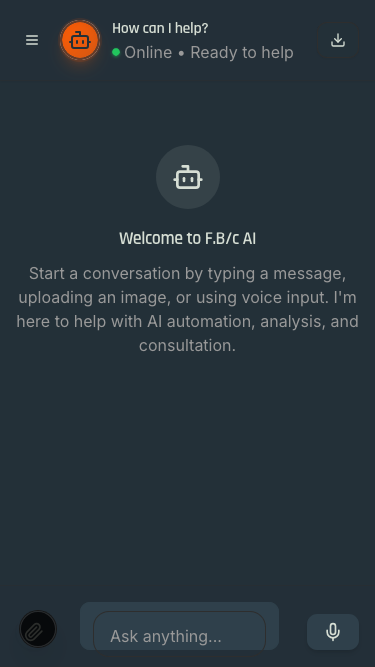 How can I help?
Online • Ready to help
Welcome to F.B/c AI
Start a conversation by typing a message,
uploading an image, or using voice input. I'm
here to help with AI automation, analysis, and
consultation.
Ask anything...